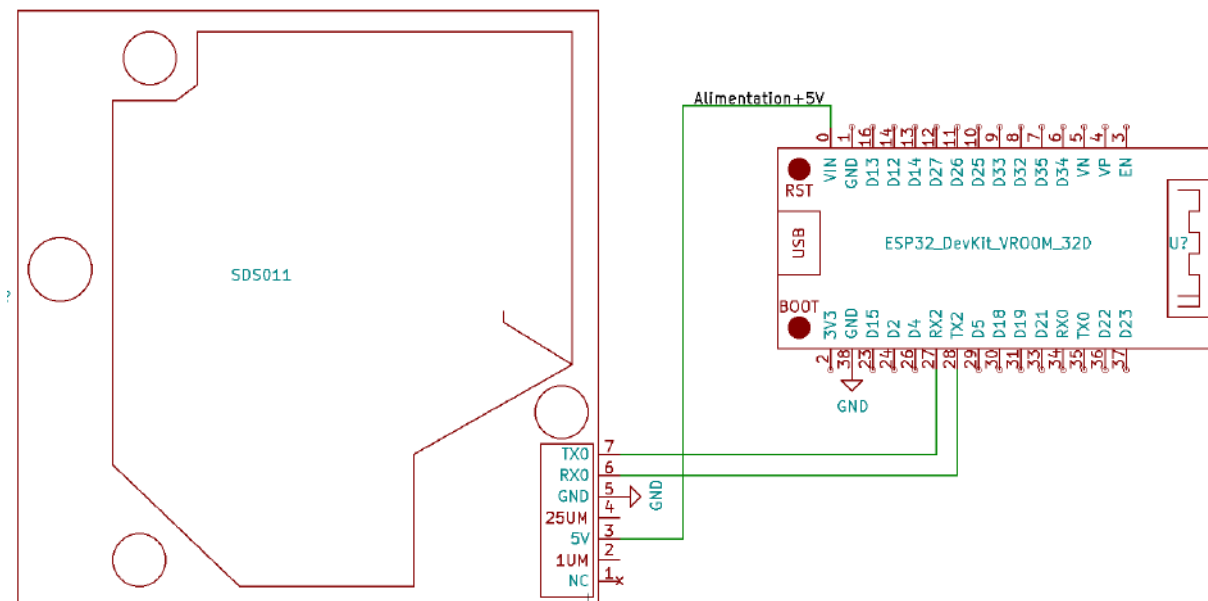 Alimentation+5V
0 1 16 14 13 12 11 10 9 8 7 6 5 4 3
VIN GND D13 D12 D14 D27 D26 D25 D33 D32 D35 D34 VN VP EN
RST
USB
ESP32_DevKit_VROOM_32D
U?
BOOT
3V3 GND D15 D2 D4 RX2 TX2 D5 D18 D19 D21 RX0 TX0 D22 D23
2 38 23 24 26 27 28 29 30 31 33 34 35 36 37
GND
SDS011
TX0 7
RX0 6
GND 5
GND
25UM 4
5V 3
1UM 2
NC 1